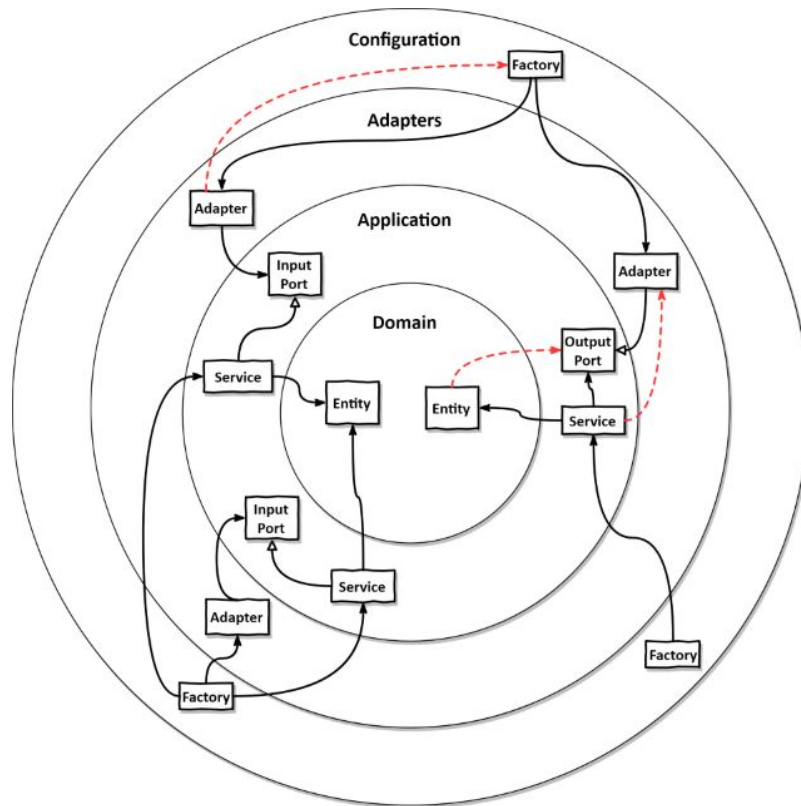 Configuration
Factory
Adapters
Adapter
Application
Input
Port
Adapter
Domain
Output
Port
Service
Entity
Entity
Service
Input
Port
Service
Adapter
Factory
Factory